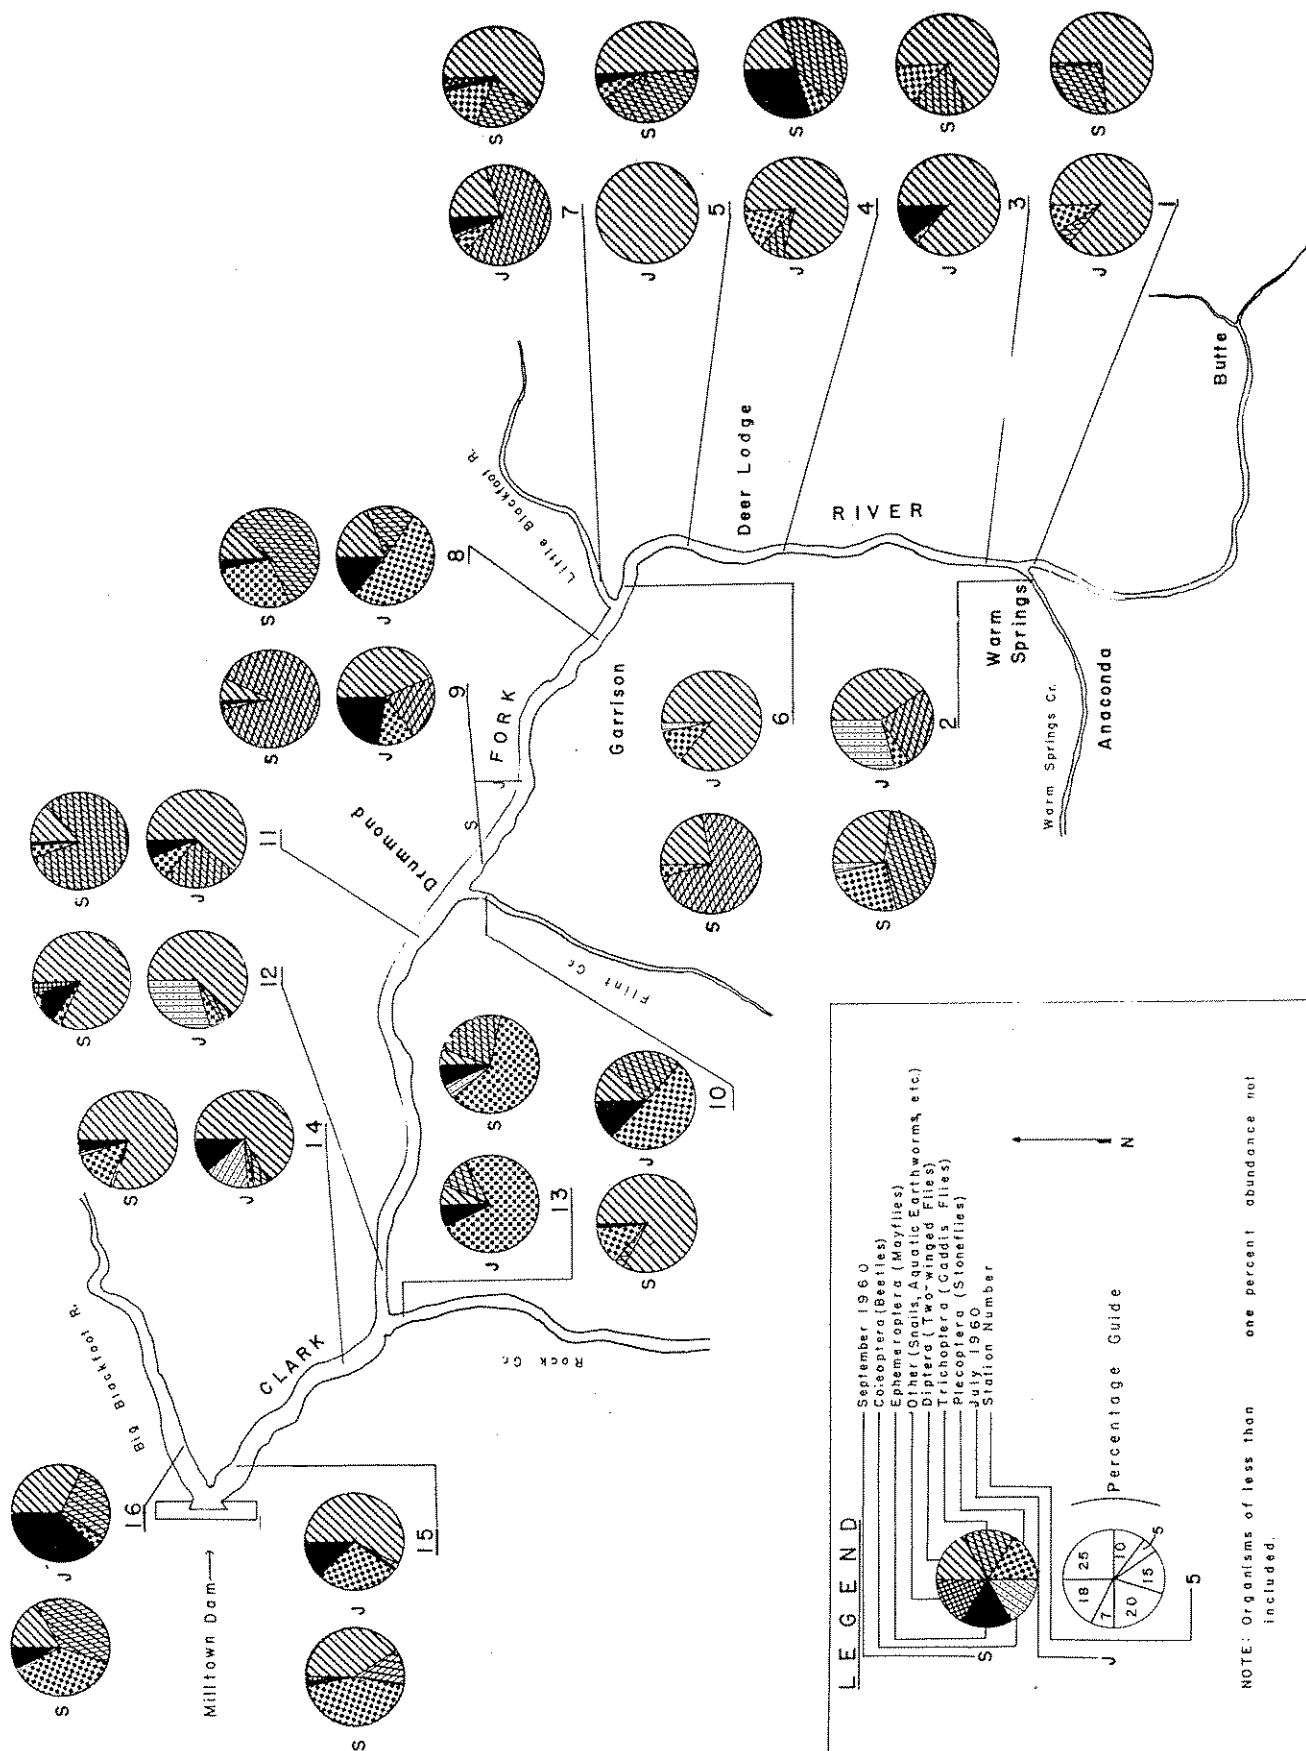 S
S
S
S
S
J
J
J
J
J
7
5
4
3
1
Little Blackfoot R.
Deer Lodge
RIVER
Butte
S
J
8
S
J
9
FORK
J
S
Garrison
Warm
Springs
Anaconda
Warm Springs Cr.
J
6
J
2
S
S
Drummond
S
J
11
S
J
12
Flint Cr.
S
J
14
S
J
10
J
S
13
Big Blackfoot R.
CLARK
Rock Cr.
J
16
S
Milltown Dam
J
15
S
LEGEND
September 1960
Coleoptera (Beetles)
Ephemeroptera (Mayflies)
Other (Snails, Aquatic Earthworms, etc.)
Diptera (Two-winged Flies)
Trichoptera (Caddis Flies)
Plecoptera (Stoneflies)
July 1960
Station Number
S
J
5
Percentage Guide
18
25
10
5
15
20
7
N
NOTE: Organisms of less than one percent abundance not
included.